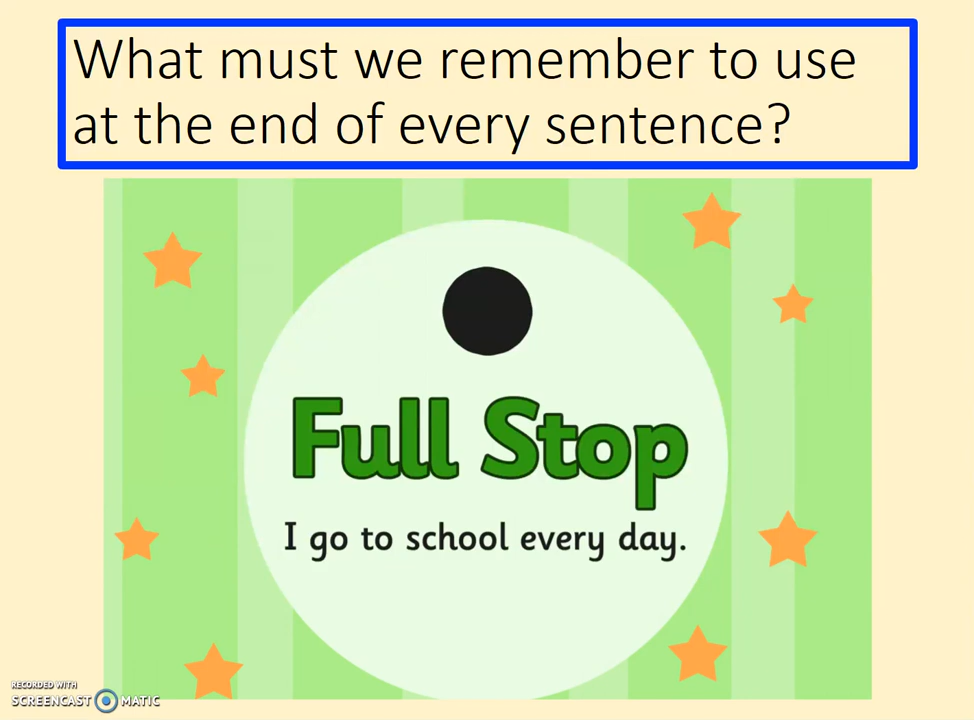 What must we remember to use
at the end of every sentence?
Full Stop
I go to school every day.
RECORDED WITH
SCREENCAST MATIC